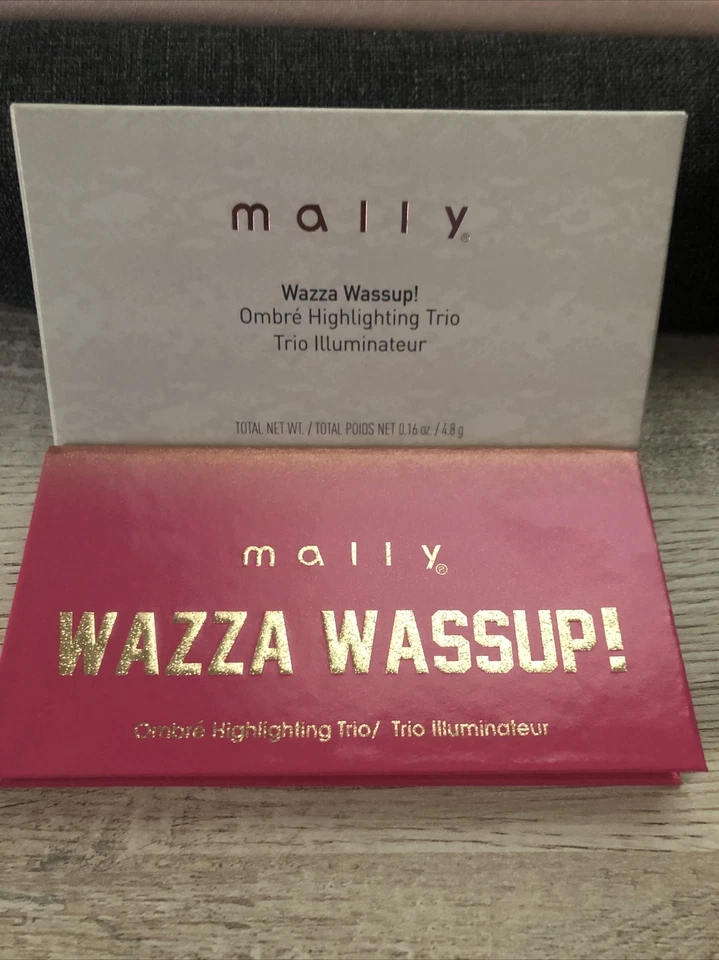 mally®
Wazza Wassup!
Ombré Highlighting Trio
Trio Illuminateur
TOTAL NET WT. / TOTAL POIDS NET 0.16 oz. / 4.8 g
mally®
WAZZA WASSUP!
Ombré Highlighting Trio/ Trio Illuminateur